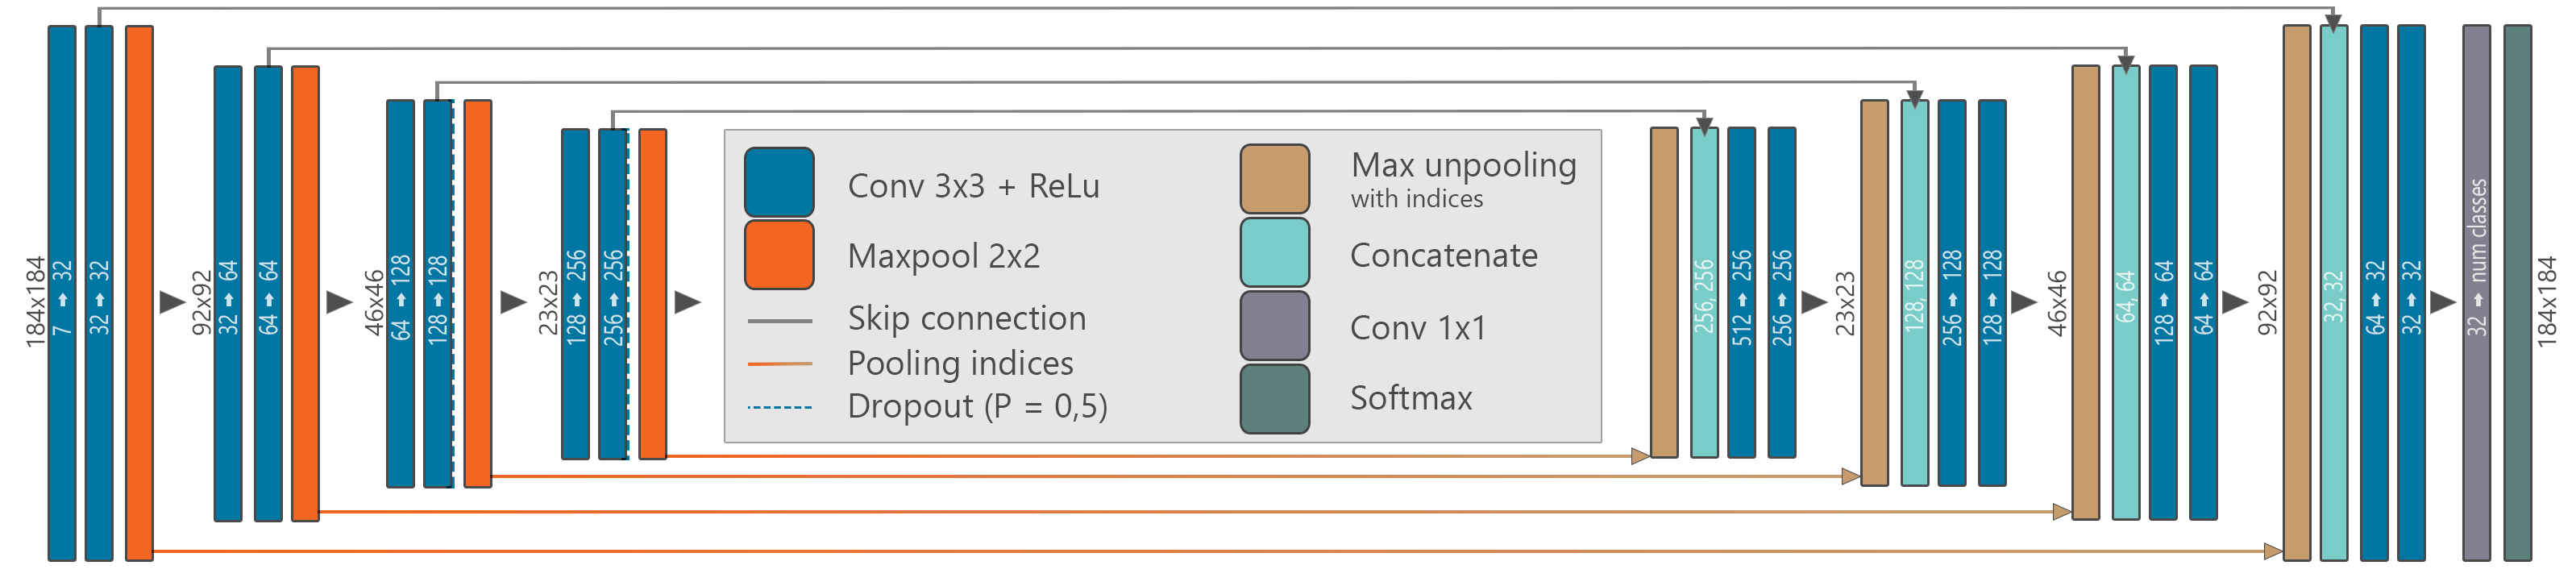 184x184
7 ➡ 32
32 ➡ 32
92x92
32 ➡ 64
64 ➡ 64
46x46
64 ➡ 128
128 ➡ 128
23x23
128 ➡ 256
256 ➡ 256
Conv 3x3 + ReLu
Maxpool 2x2
Skip connection
Pooling indices
Dropout (P = 0,5)
Max unpooling
with indices
Concatenate
Conv 1x1
Softmax
256, 256
512 ➡ 256
256 ➡ 256
23x23
128, 128
256 ➡ 128
128 ➡ 128
46x46
64, 64
128 ➡ 64
64 ➡ 64
92x92
32, 32
64 ➡ 32
32 ➡ 32
32 ➡ num classes
184x184